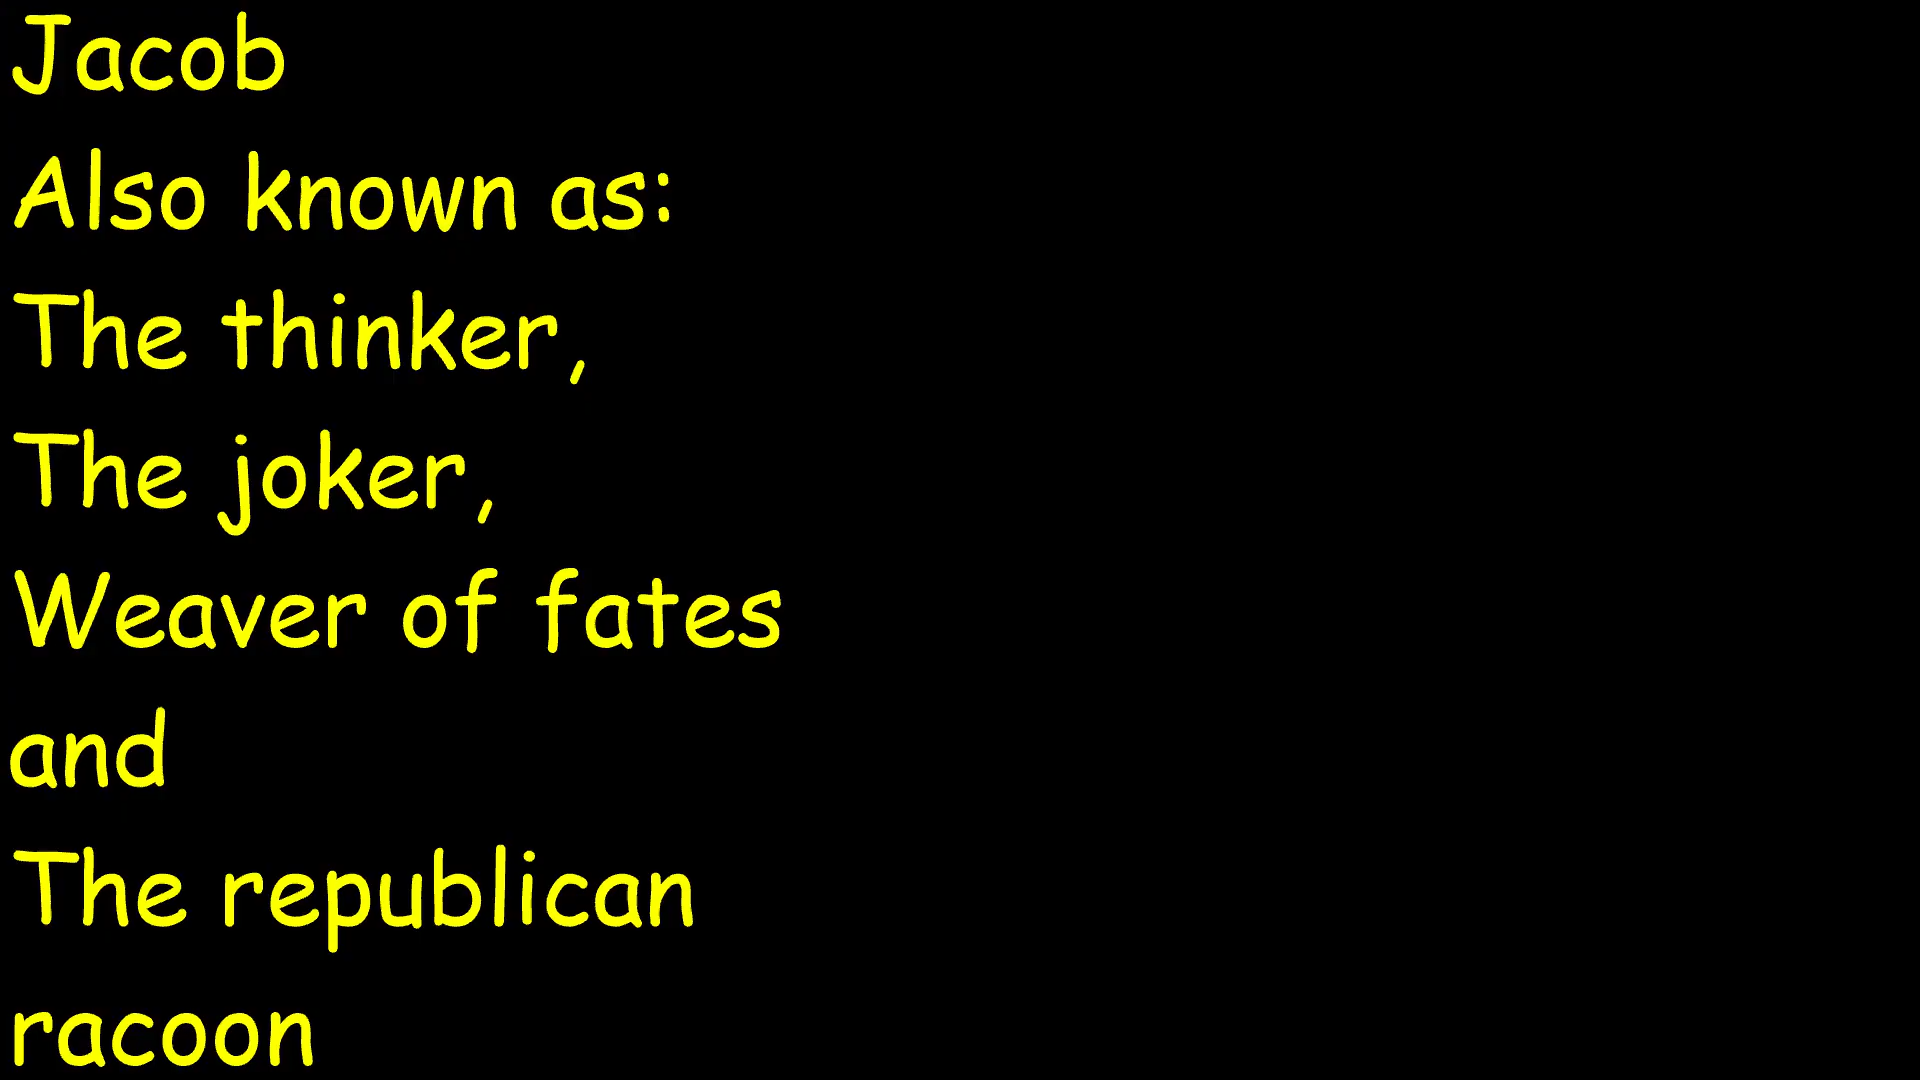 Jacob
Also known as:
The thinker,
The joker,
Weaver of fates
and
The republican
racoon